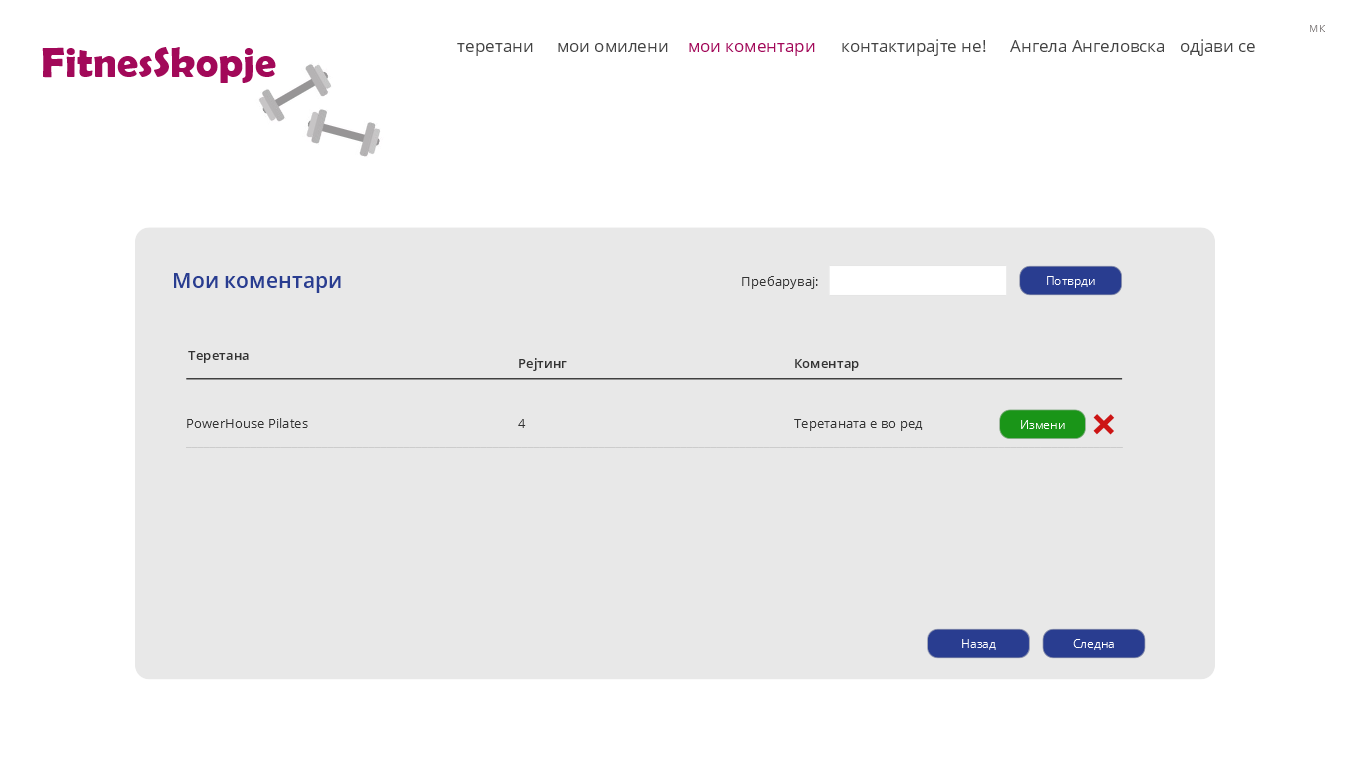 МК
FitnesSkopje
теретани мои омилени мои коментари контактирајте не! Ангела Ангеловска одјави се
Мои коментари
Пребарувај:
Потврди
Теретана Рејтинг Коментар
PowerHouse Pilates 4 Теретаната е во ред Измени
Назад Следна